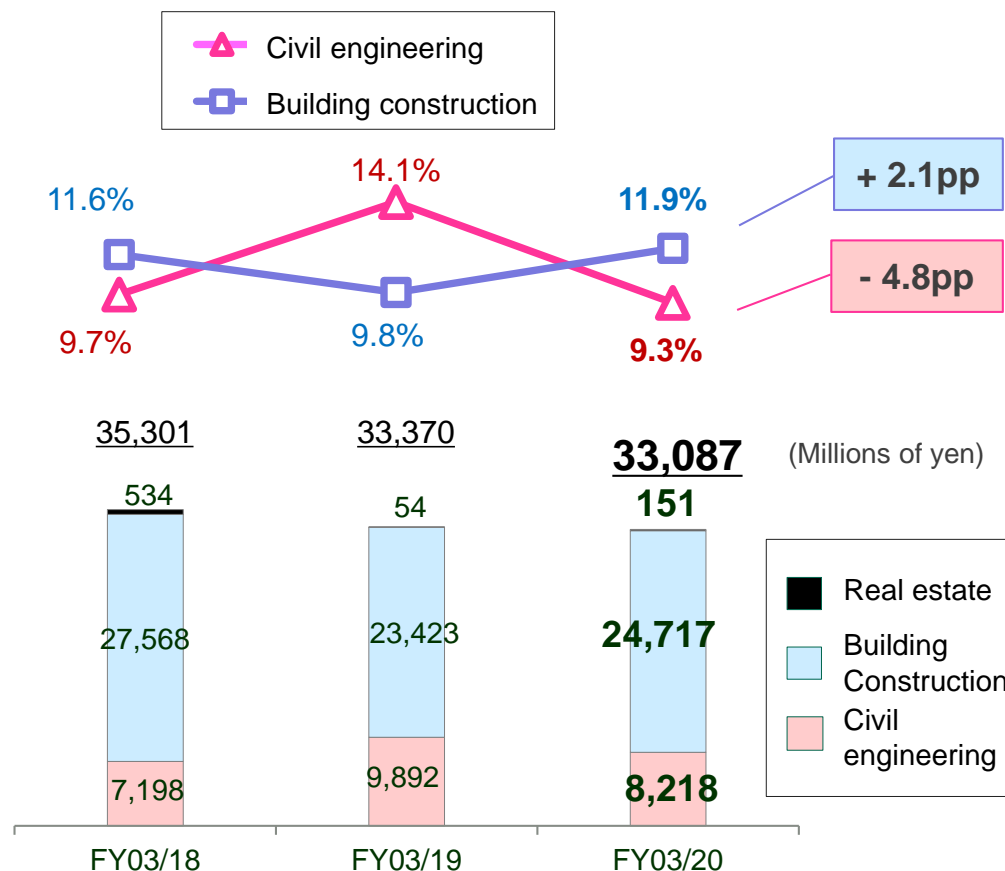 Civil engineering
Building construction
14.1%
11.6%
11.9%
+ 2.1pp
- 4.8pp
9.7%
9.8%
9.3%
35,301
33,370
33,087
(Millions of yen)
534
54
151
27,568
23,423
24,717
7,198
9,892
8,218
Real estate
Building
Construction
Civil
engineering
FY03/18
FY03/19
FY03/20